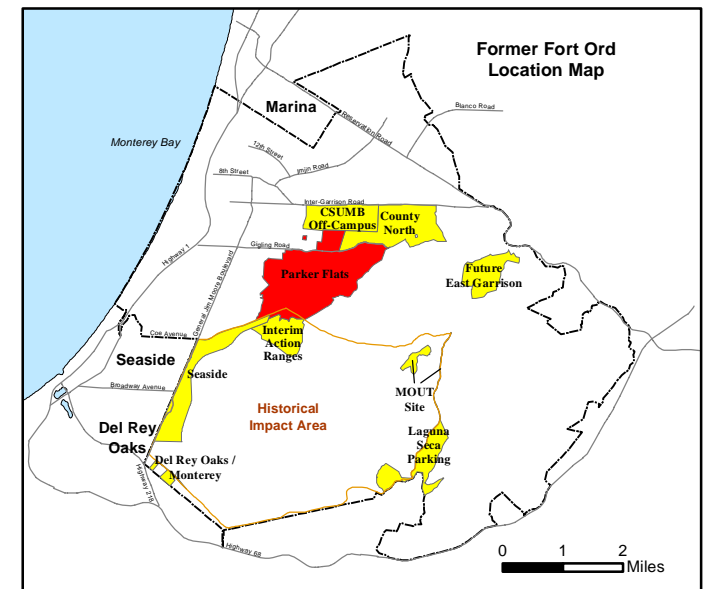 Former Fort Ord
Location Map
Marina
Blanco Road
Reservation Road
Monterey Bay
12th Street
Imjin Road
8th Street
Inter-Garrison Road
CSUMB
Off-Campus
County
North
Gigling Road
Highway 1
General Jim Moore Boulevard
Parker Flats
Future
East Garrison
Coe Avenue
Interim
Action
Ranges
Seaside
Seaside
Broadway Avenue
MOUT
Site
Historical
Impact Area
Del Rey
Oaks
Laguna
Seca
Parking
Del Rey Oaks /
Monterey
Highway 218
Highway 68
0 1 2
Miles